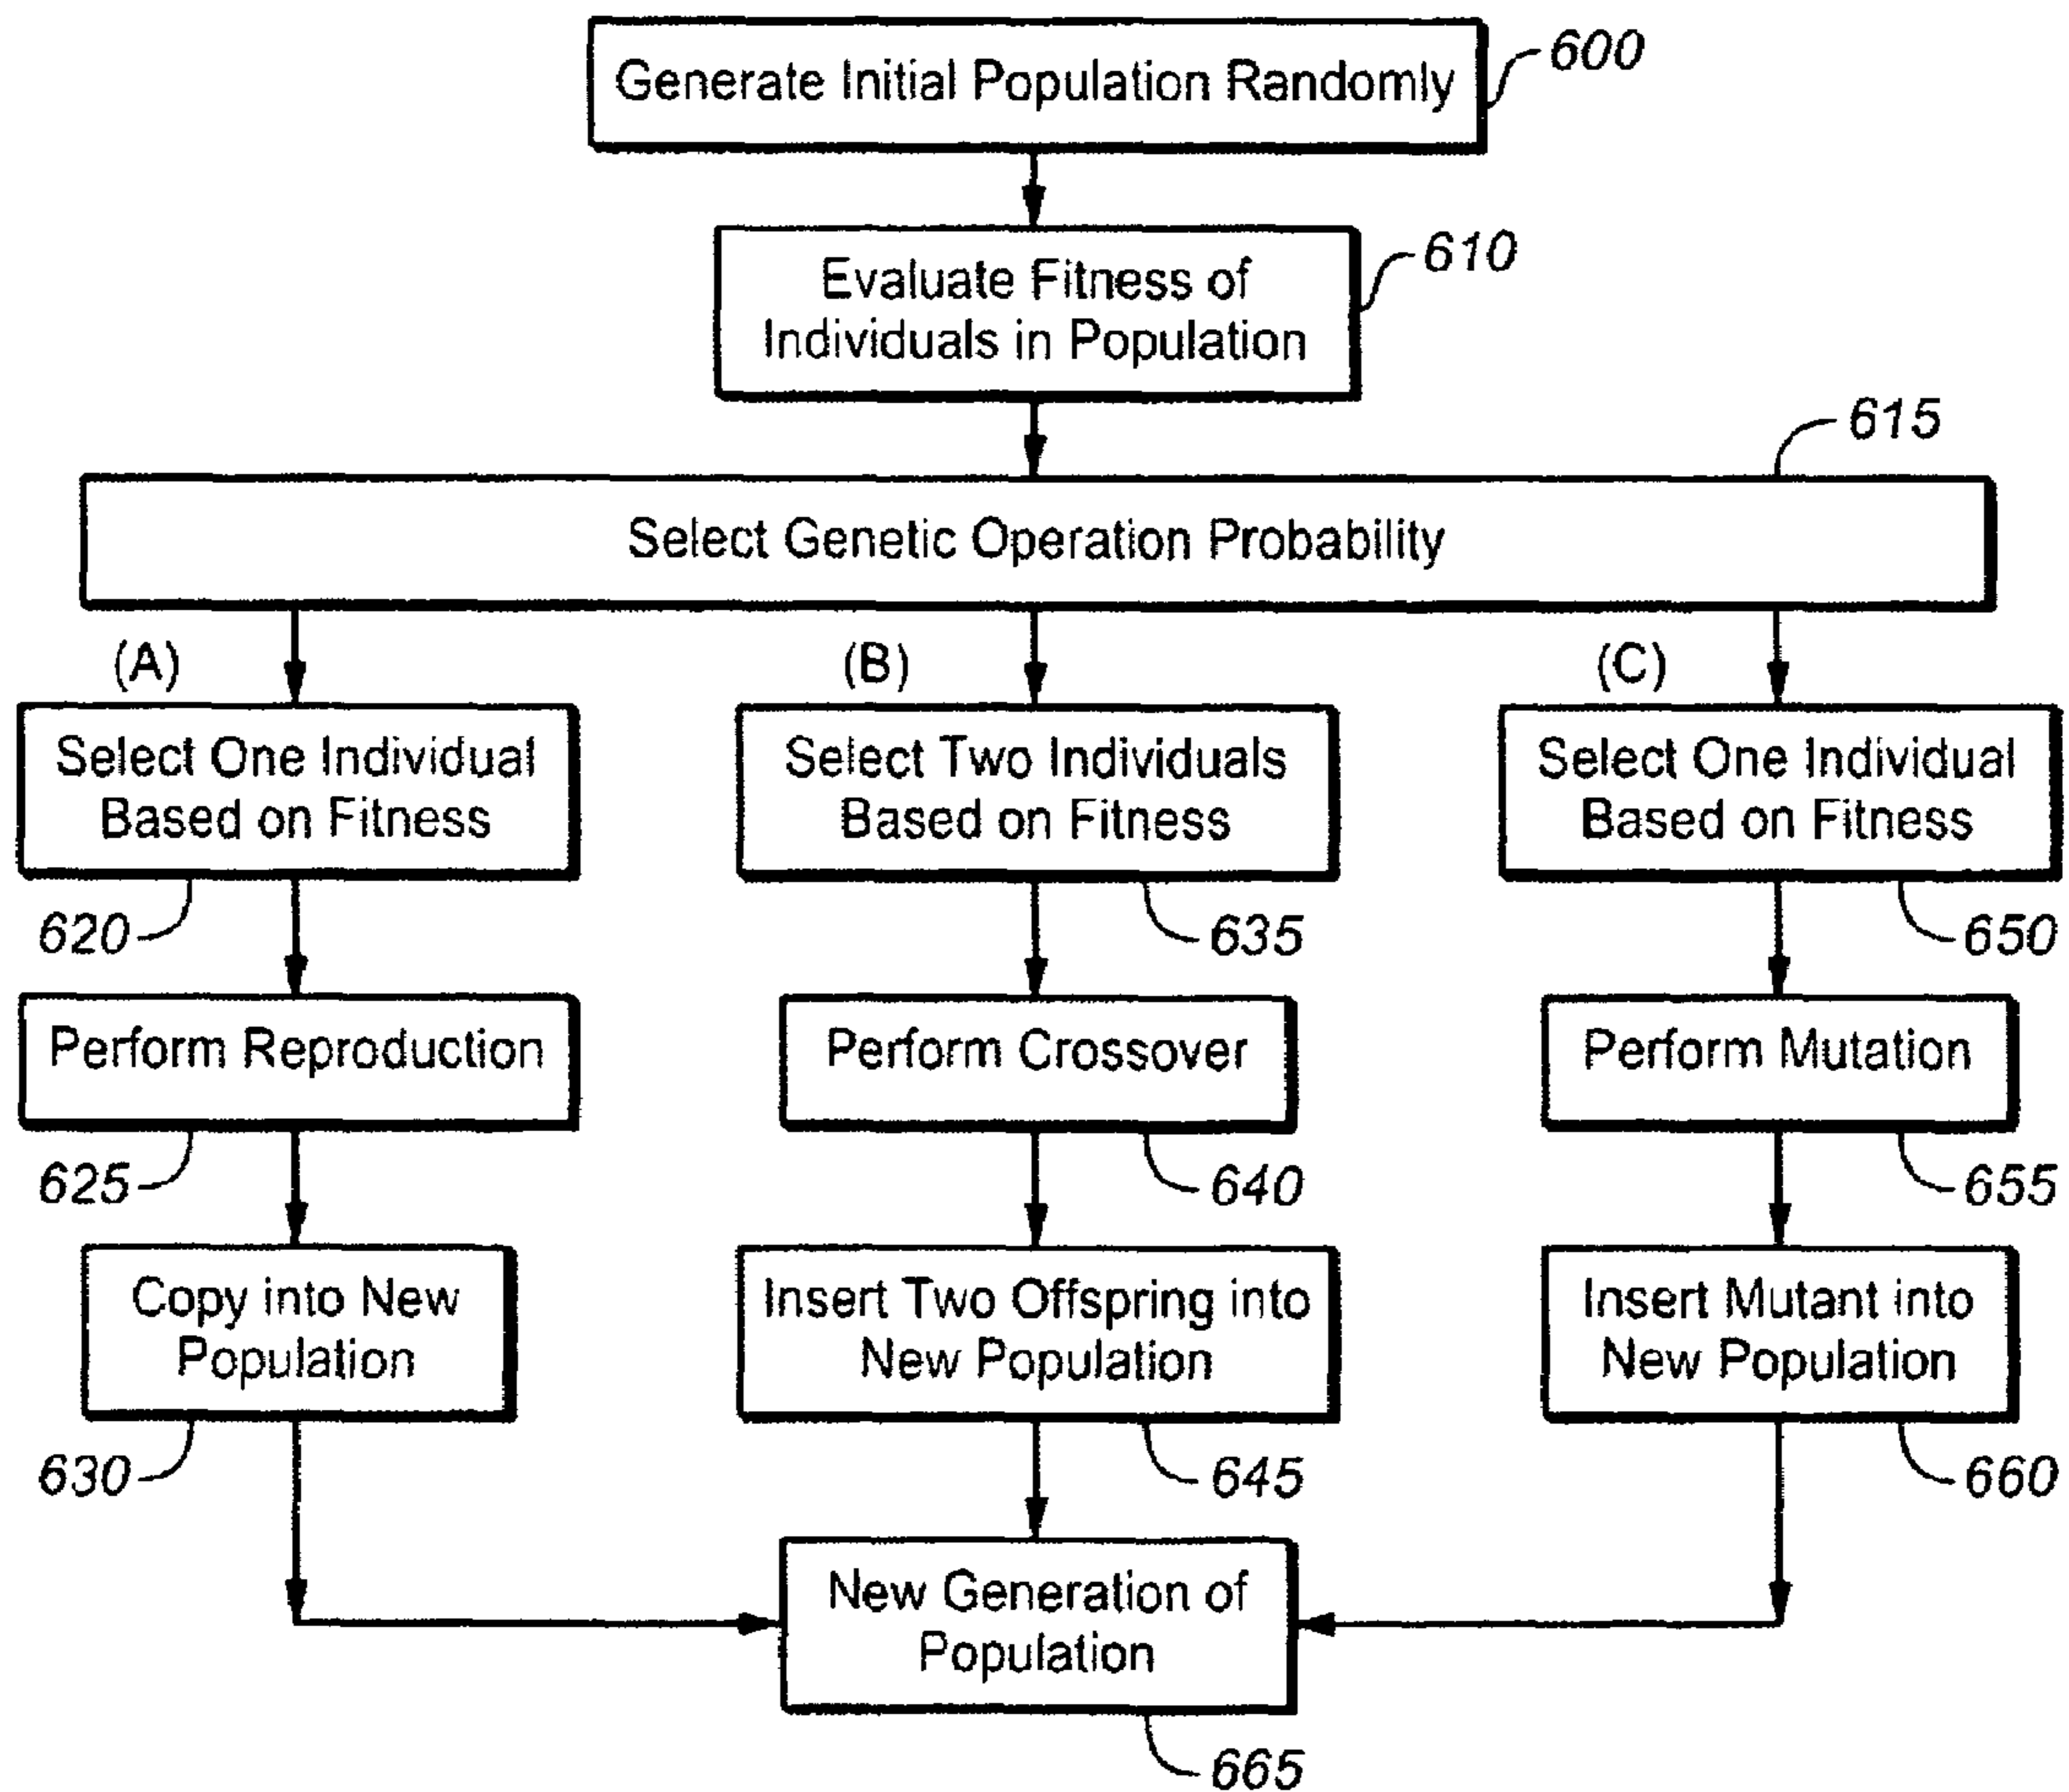 Generate Initial Population Randomly
600
Evaluate Fitness of
Individuals in Population
610
615
Select Genetic Operation Probability
(A)
(B)
(C)
Select One Individual
Based on Fitness
620
Select Two Individuals
Based on Fitness
635
Select One Individual
Based on Fitness
650
Perform Reproduction
625
Perform Crossover
640
Perform Mutation
655
Copy into New
Population
630
Insert Two Offspring into
New Population
645
Insert Mutant into
New Population
660
New Generation of
Population
665